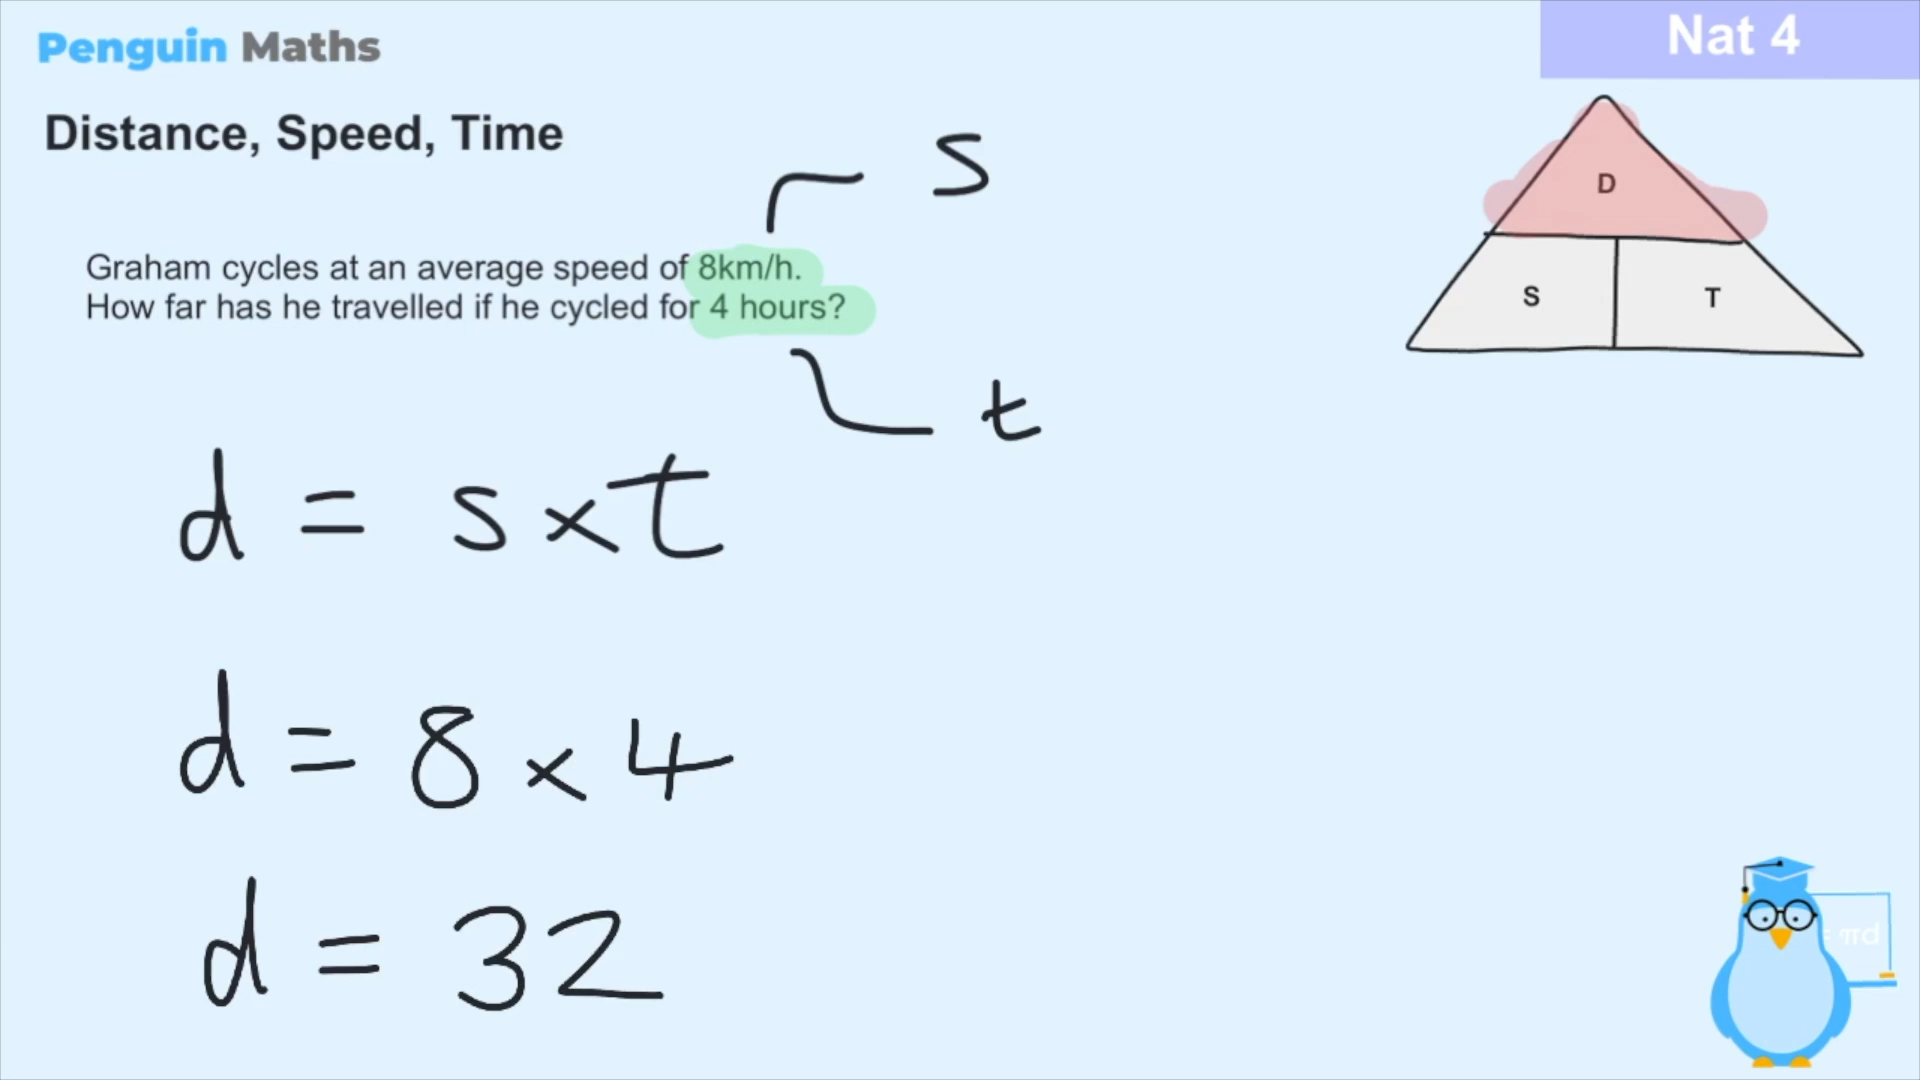 Penguin Maths
Nat 4
Distance, Speed, Time
s
D
S T
Graham cycles at an average speed of 8km/h.
How far has he travelled if he cycled for 4 hours?
t
d = s × t
d = 8 × 4
d = 32
= πd